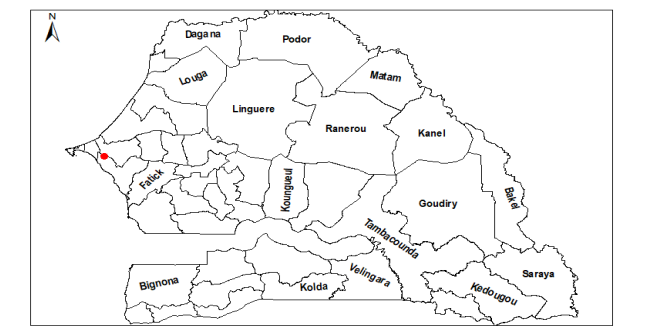 N
Dagana
Podor
Louga
Matam
Linguere
Ranerou
Kanel
Fatick
Koungueul
Goudiry
Bakel
Tambacounda
Bignona
Kolda
Velingara
Saraya
Kedougou